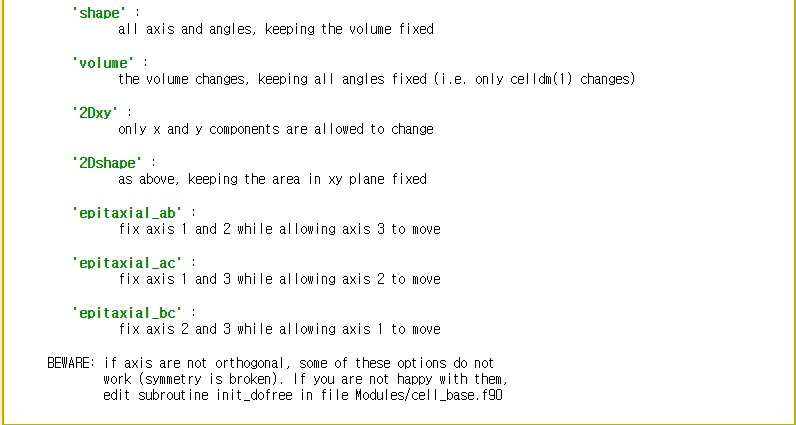 'shape' :
all axis and angles, keeping the volume fixed
'volume' :
the volume changes, keeping all angles fixed (i.e. only celldm(1) changes)
'2Dxy' :
only x and y components are allowed to change
'2Dshape' :
as above, keeping the area in xy plane fixed
'epitaxial_ab' :
fix axis 1 and 2 while allowing axis 3 to move
'epitaxial_ac' :
fix axis 1 and 3 while allowing axis 2 to move
'epitaxial_bc' :
fix axis 2 and 3 while allowing axis 1 to move
BEWARE: if axis are not orthogonal, some of these options do not
work (symmetry is broken). If you are not happy with them,
edit subroutine init_dofree in file Modules/cell_base.f90